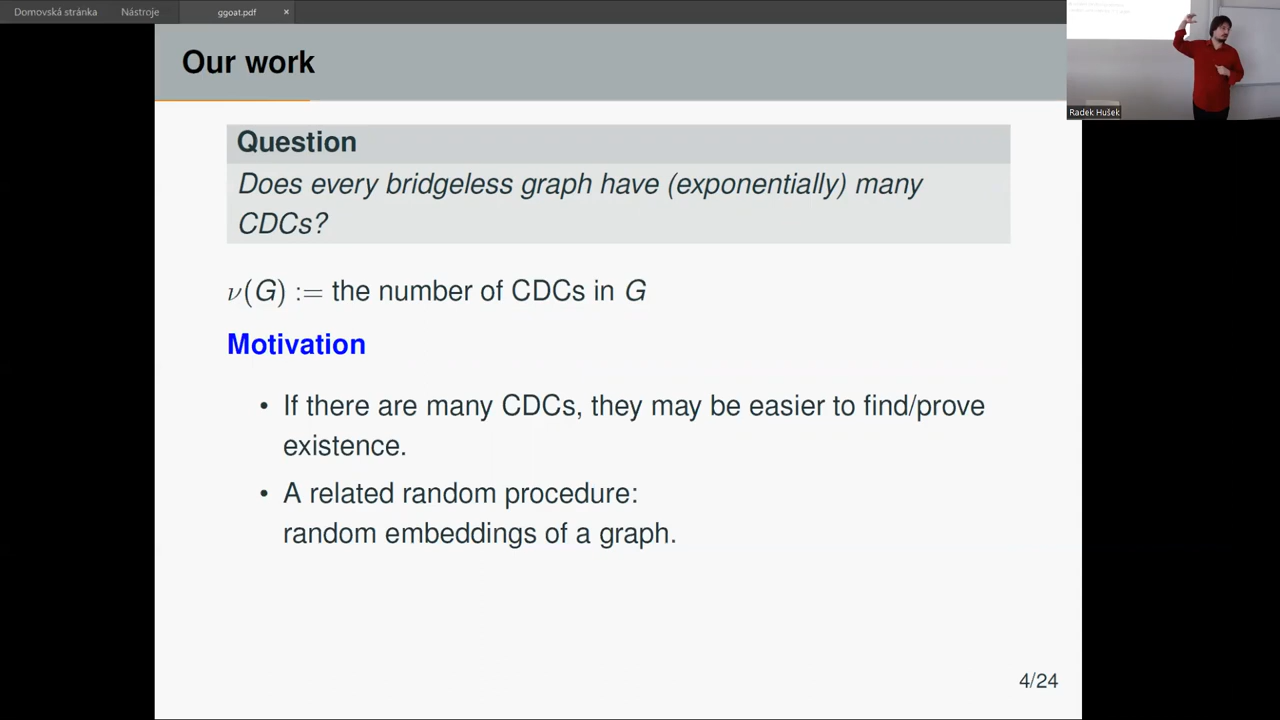 Domovská stránka
Nástroje
ggoat.pdf
×
Our work
Radek Hušek
Question
Does every bridgeless graph have (exponentially) many
CDCs?
ν(G) := the number of CDCs in G
Motivation
• If there are many CDCs, they may be easier to find/prove
existence.
• A related random procedure:
random embeddings of a graph.
4/24